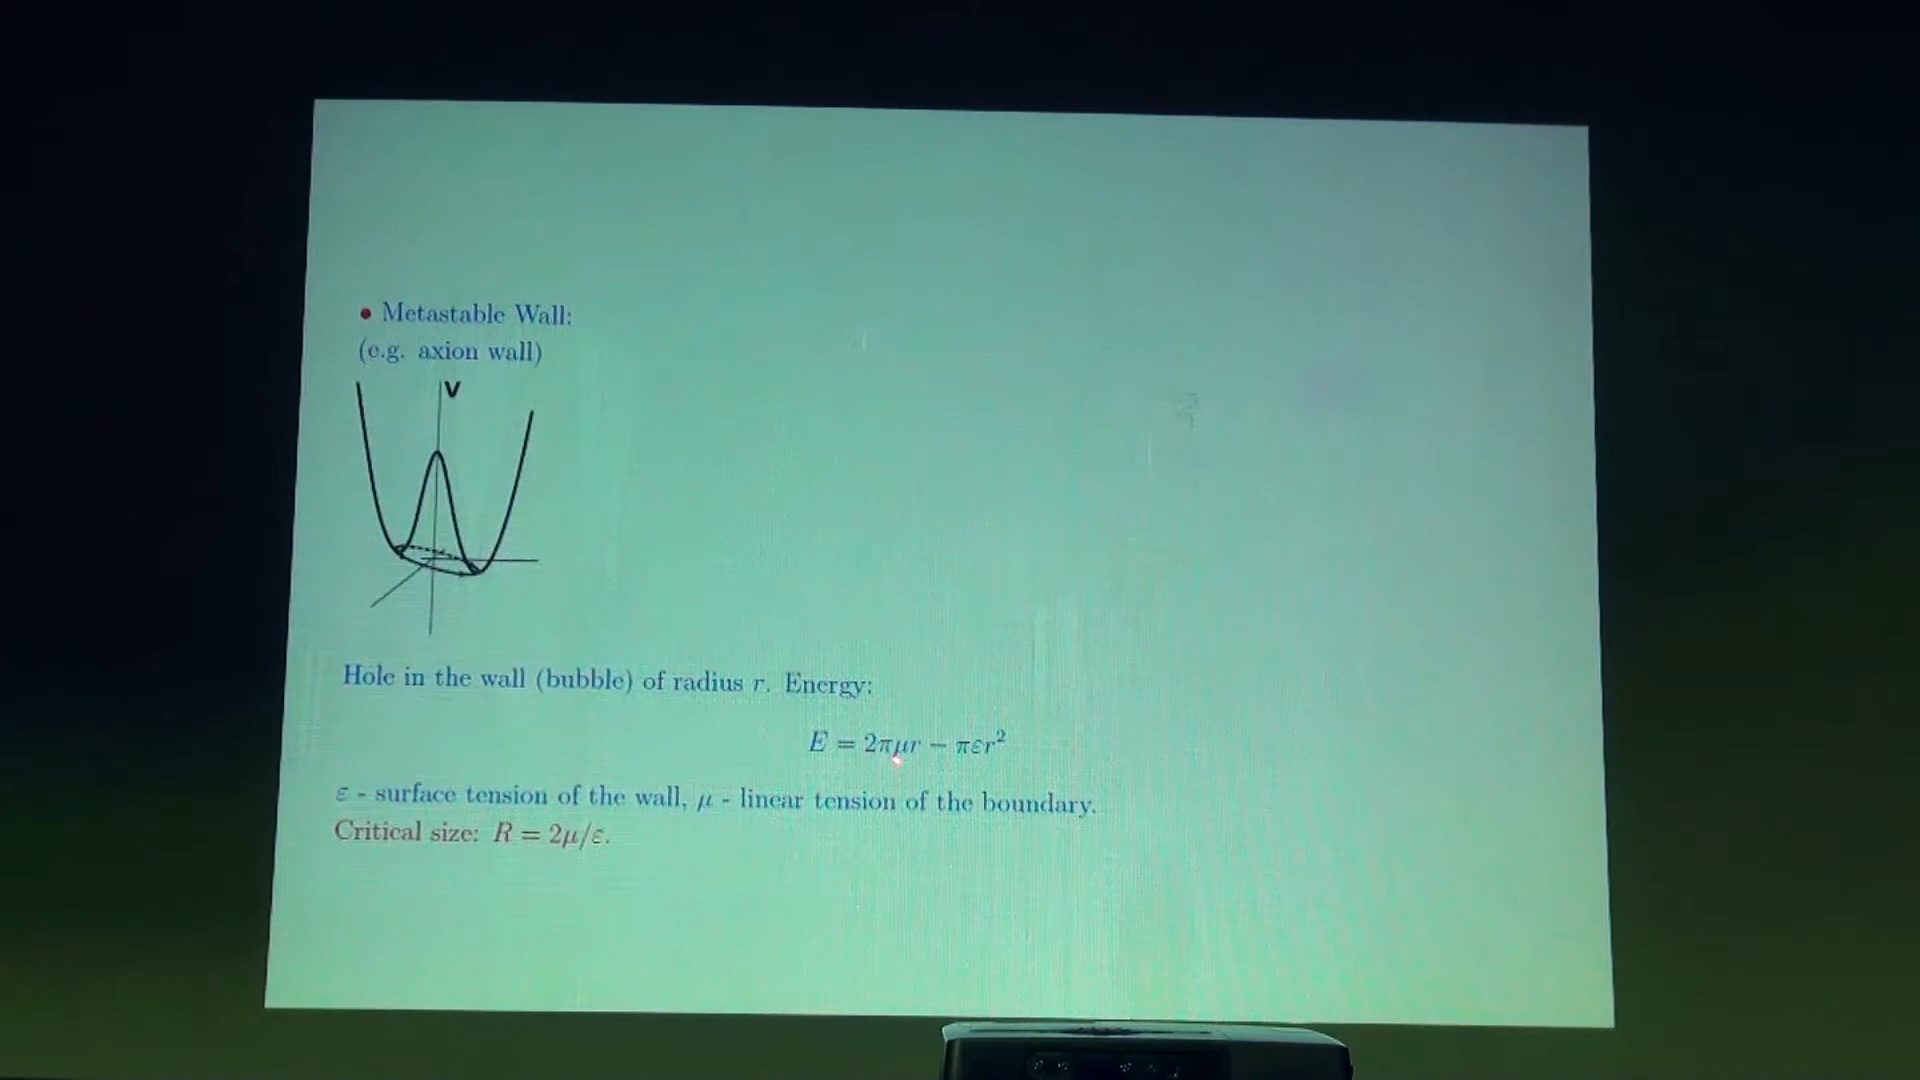 • Metastable Wall:
(e.g. axion wall)
V
Hole in the wall (bubble) of radius r. Energy:
E = 2πμr − πεr²
ε - surface tension of the wall, μ - linear tension of the boundary.
Critical size: R = 2μ/ε.